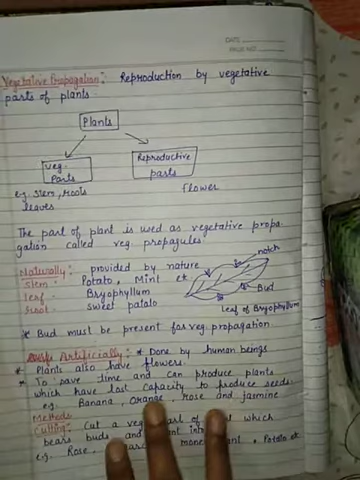 DATE
PAGE NO.
Vegetative Propagation: Reproduction by vegetative
parts of plants
Plants
veg. Parts
Reproductive parts
e.g. stem, roots
leaves
flower
The part of plant is used as vegetative propa-
gation called veg propagules.
Naturally: provided by nature
stem: Potato, Mint etc
leaf: Bryophyllum
root: sweet patato
notch
Bud
Leaf of Bryophyllum
* Bud must be present for veg. propagation.
Artificially: * Done by human beings
* Plants also have flowers.
* To save time and can produce plants
which have lost capacity to produce seeds.
e.g. Banana, Orange, rose and jasmine
Methods
Cutting: Cut a veg. part of which
bears buds and
e.g. Rose, Potato etc